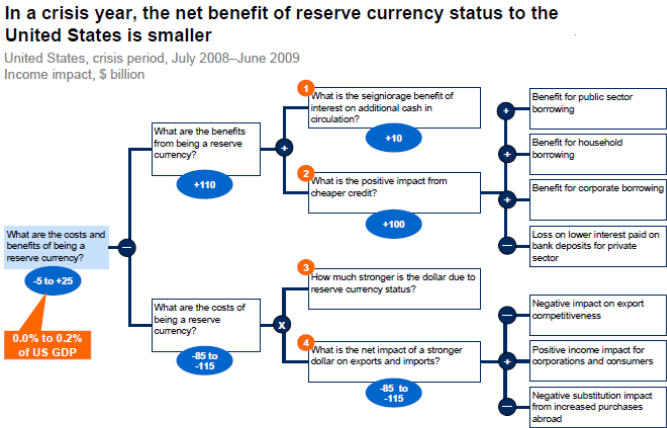 In a crisis year, the net benefit of reserve currency status to the
United States is smaller
United States, crisis period, July 2008–June 2009
Income impact, $ billion
What are the costs and
benefits of being a
reserve currency?
-5 to +25
0.0% to 0.2%
of US GDP
—
What are the benefits
from being a reserve
currency?
+110
+
1
What is the seigniorage benefit of
interest on additional cash in
circulation?
+10
2
What is the positive impact from
cheaper credit?
+100
+
Benefit for public sector
borrowing
+
Benefit for household
borrowing
+
Benefit for corporate borrowing
—
Loss on lower interest paid on
bank deposits for private
sector
What are the costs of
being a reserve
currency?
-85 to
-115
x
3
How much stronger is the dollar due to
reserve currency status?
4
What is the net impact of a stronger
dollar on exports and imports?
-85 to
-115
—
Negative impact on export
competitiveness
+
Positive income impact for
corporations and consumers
—
Negative substitution impact
from increased purchases
abroad